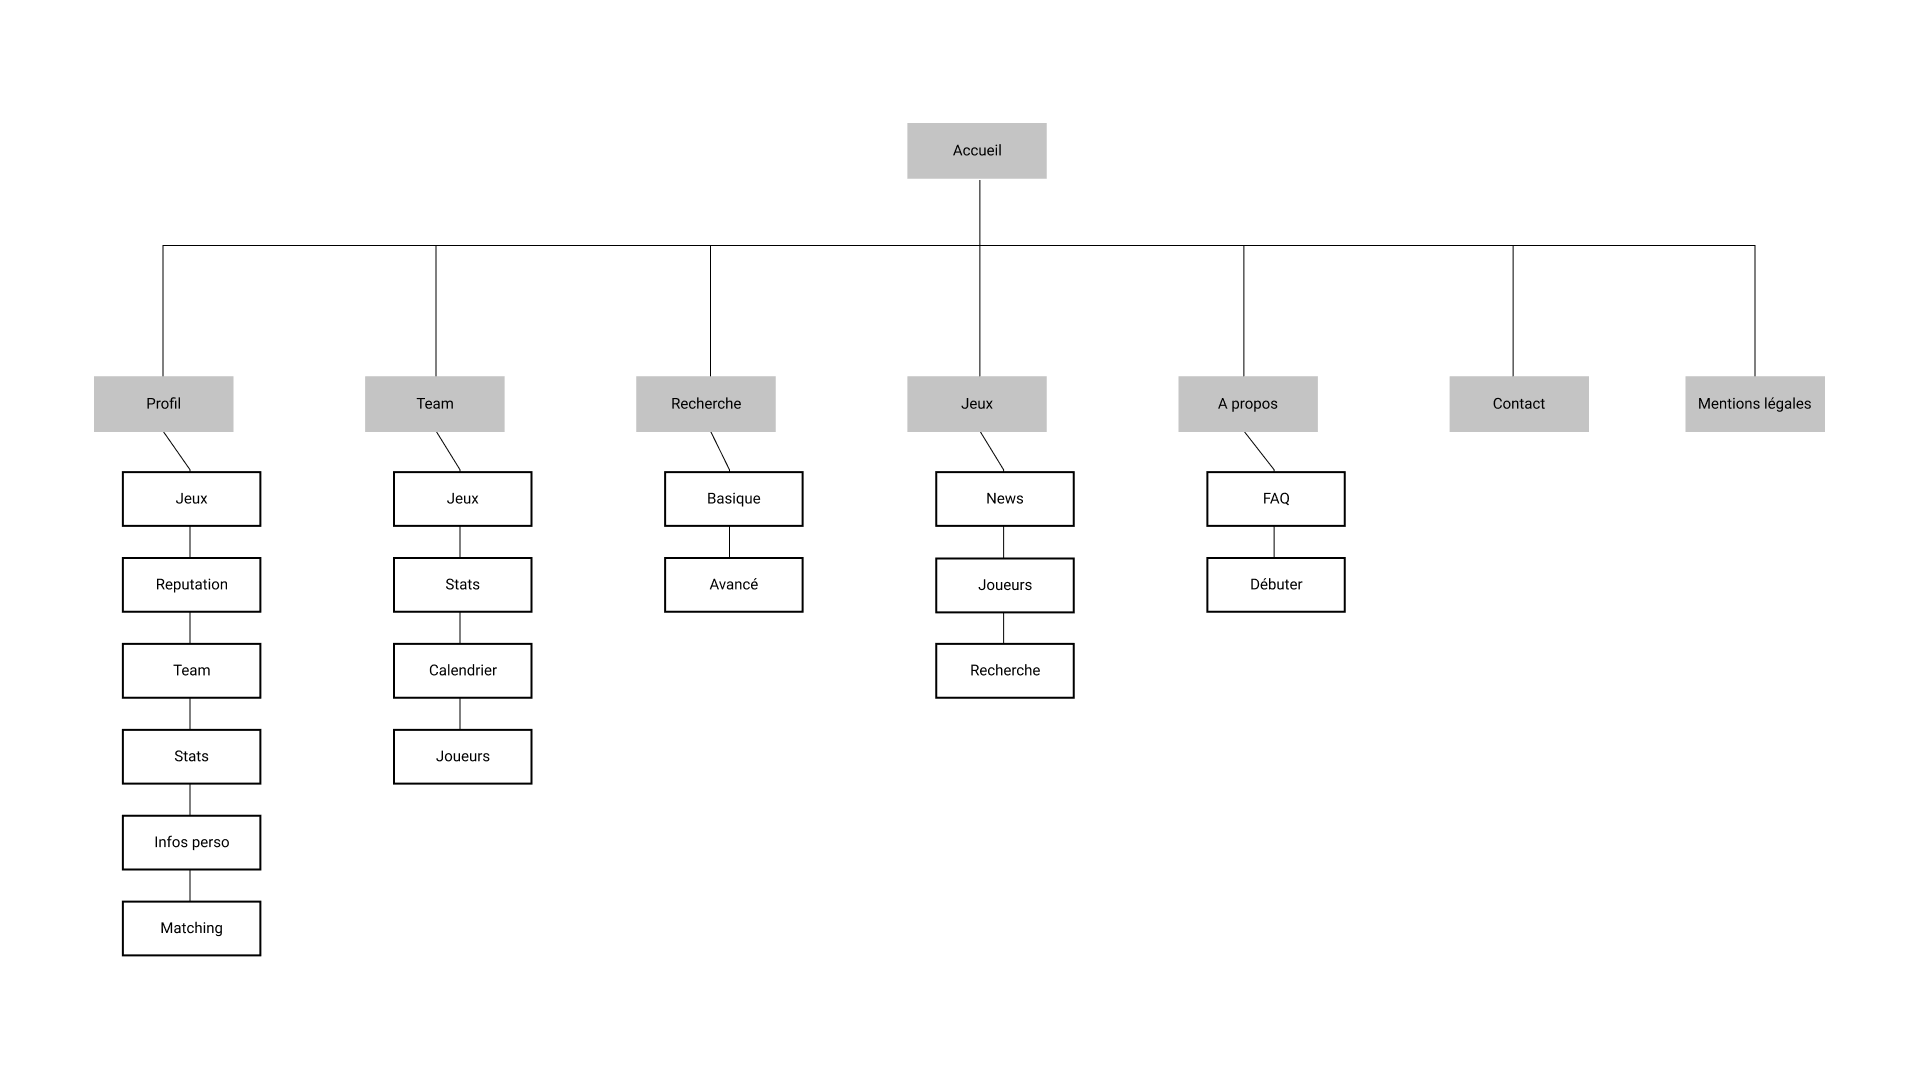 Accueil
Profil
Team
Recherche
Jeux
A propos
Contact
Mentions légales
Jeux
Reputation
Team
Stats
Infos perso
Matching
Jeux
Stats
Calendrier
Joueurs
Basique
Avancé
News
Joueurs
Recherche
FAQ
Débuter